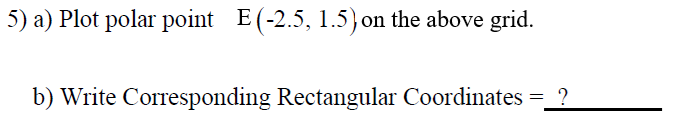 5) a) Plot polar point E(-2.5, 1.5) on the above grid.
b) Write Corresponding Rectangular Coordinates = ?